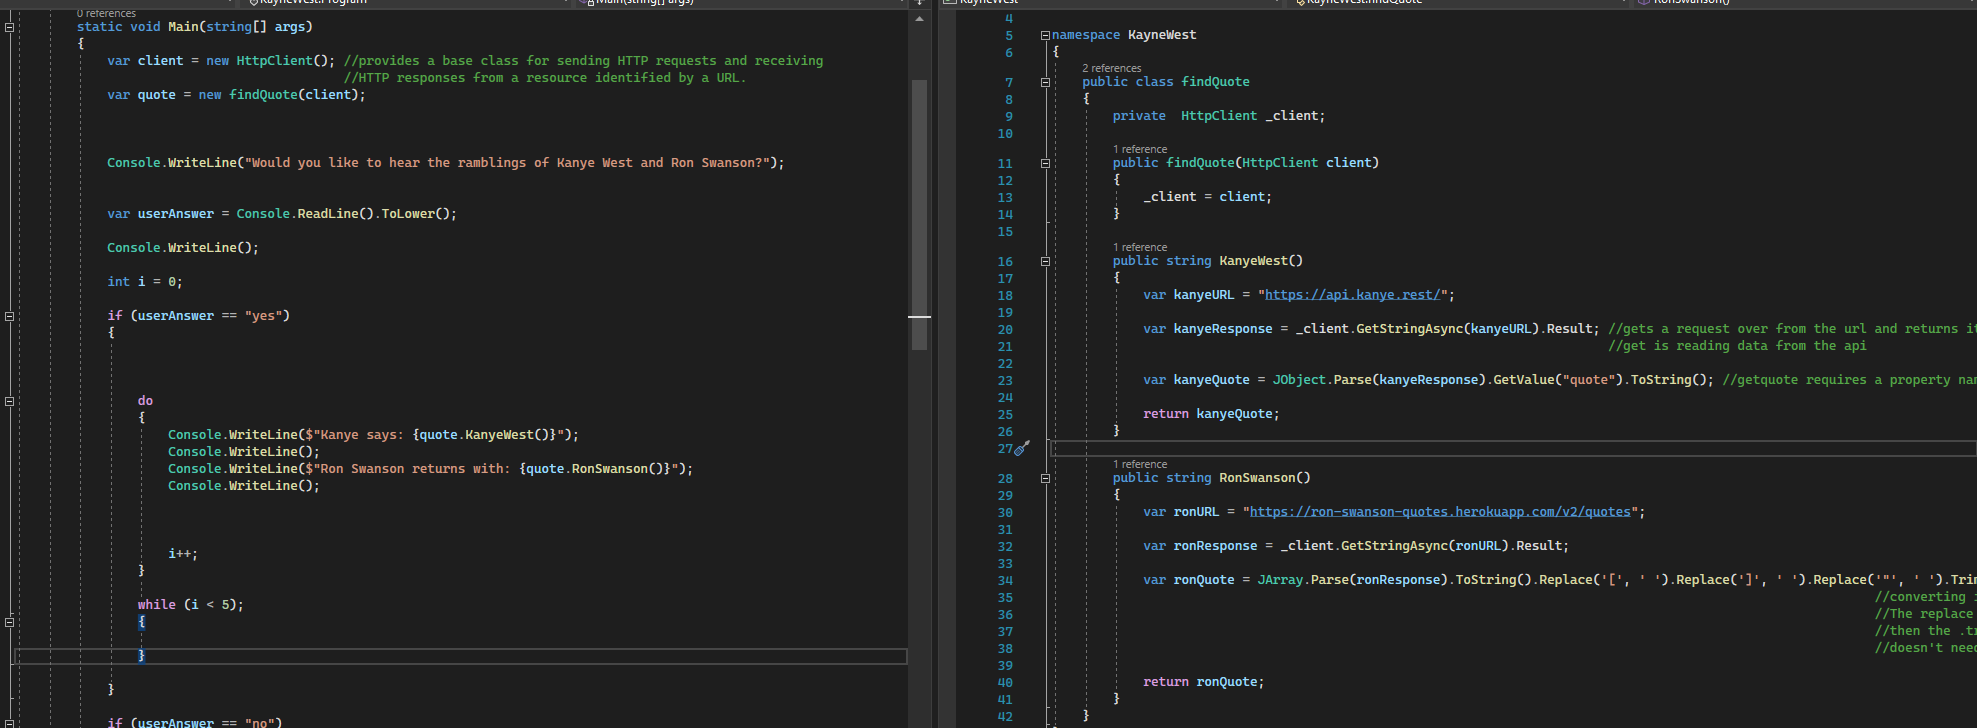 KayneWest.Program
Main(string[] args)
0 references
static void Main(string[] args)
{
var client = new HttpClient(); //provides a base class for sending HTTP requests and receiving
//HTTP responses from a resource identified by a URL.
var quote = new findQuote(client);
Console.WriteLine("Would you like to hear the ramblings of Kanye West and Ron Swanson?");
var userAnswer = Console.ReadLine().ToLower();
Console.WriteLine();
int i = 0;
if (userAnswer == "yes")
{
do
{
Console.WriteLine($"Kanye says: {quote.KanyeWest()}");
Console.WriteLine();
Console.WriteLine($"Ron Swanson returns with: {quote.RonSwanson()}");
Console.WriteLine();
i++;
}
while (i < 5);
{
}
}
if (userAnswer == "no")
KayneWest
KayneWest.findQuote
RonSwanson()
4
5 namespace KayneWest
6 {
2 references
7 public class findQuote
8 {
9 private  HttpClient _client;
10
1 reference
11 public findQuote(HttpClient client)
12 {
13 _client = client;
14 }
15
1 reference
16 public string KanyeWest()
17 {
18 var kanyeURL = "https://api.kanye.rest/";
19
20 var kanyeResponse = _client.GetStringAsync(kanyeURL).Result; //gets a request over from the url and returns it
21 //get is reading data from the api
22
23 var kanyeQuote = JObject.Parse(kanyeResponse).GetValue("quote").ToString(); //getquote requires a property nam
24
25 return kanyeQuote;
26 }
27
1 reference
28 public string RonSwanson()
29 {
30 var ronURL = "https://ron-swanson-quotes.herokuapp.com/v2/quotes";
31
32 var ronResponse = _client.GetStringAsync(ronURL).Result;
33
34 var ronQuote = JArray.Parse(ronResponse).ToString().Replace('[', ' ').Replace(']', ' ').Replace('"', ' ').Trim
35 //converting
36 //The replace
37 //then the .t
38 //doesn't need
39
40 return ronQuote;
41 }
42 }